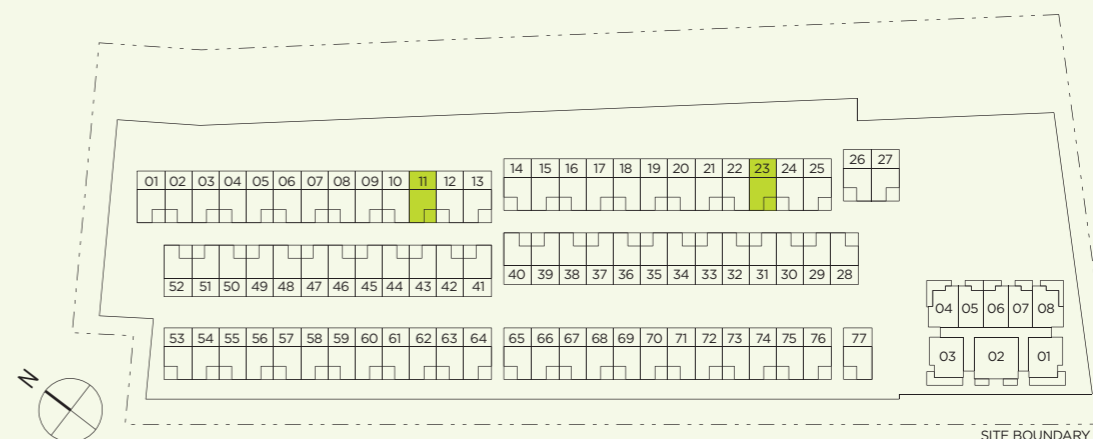 26 27
14 15 16 17 18 19 20 21 22 23 24 25
01 02 03 04 05 06 07 08 09 10 11 12 13
40 39 38 37 36 35 34 33 32 31 30 29 28
52 51 50 49 48 47 46 45 44 43 42 41
04 05 06 07 08
53 54 55 56 57 58 59 60 61 62 63 64 65 66 67 68 69 70 71 72 73 74 75 76 77
03 02 01
N
SITE BOUNDARY